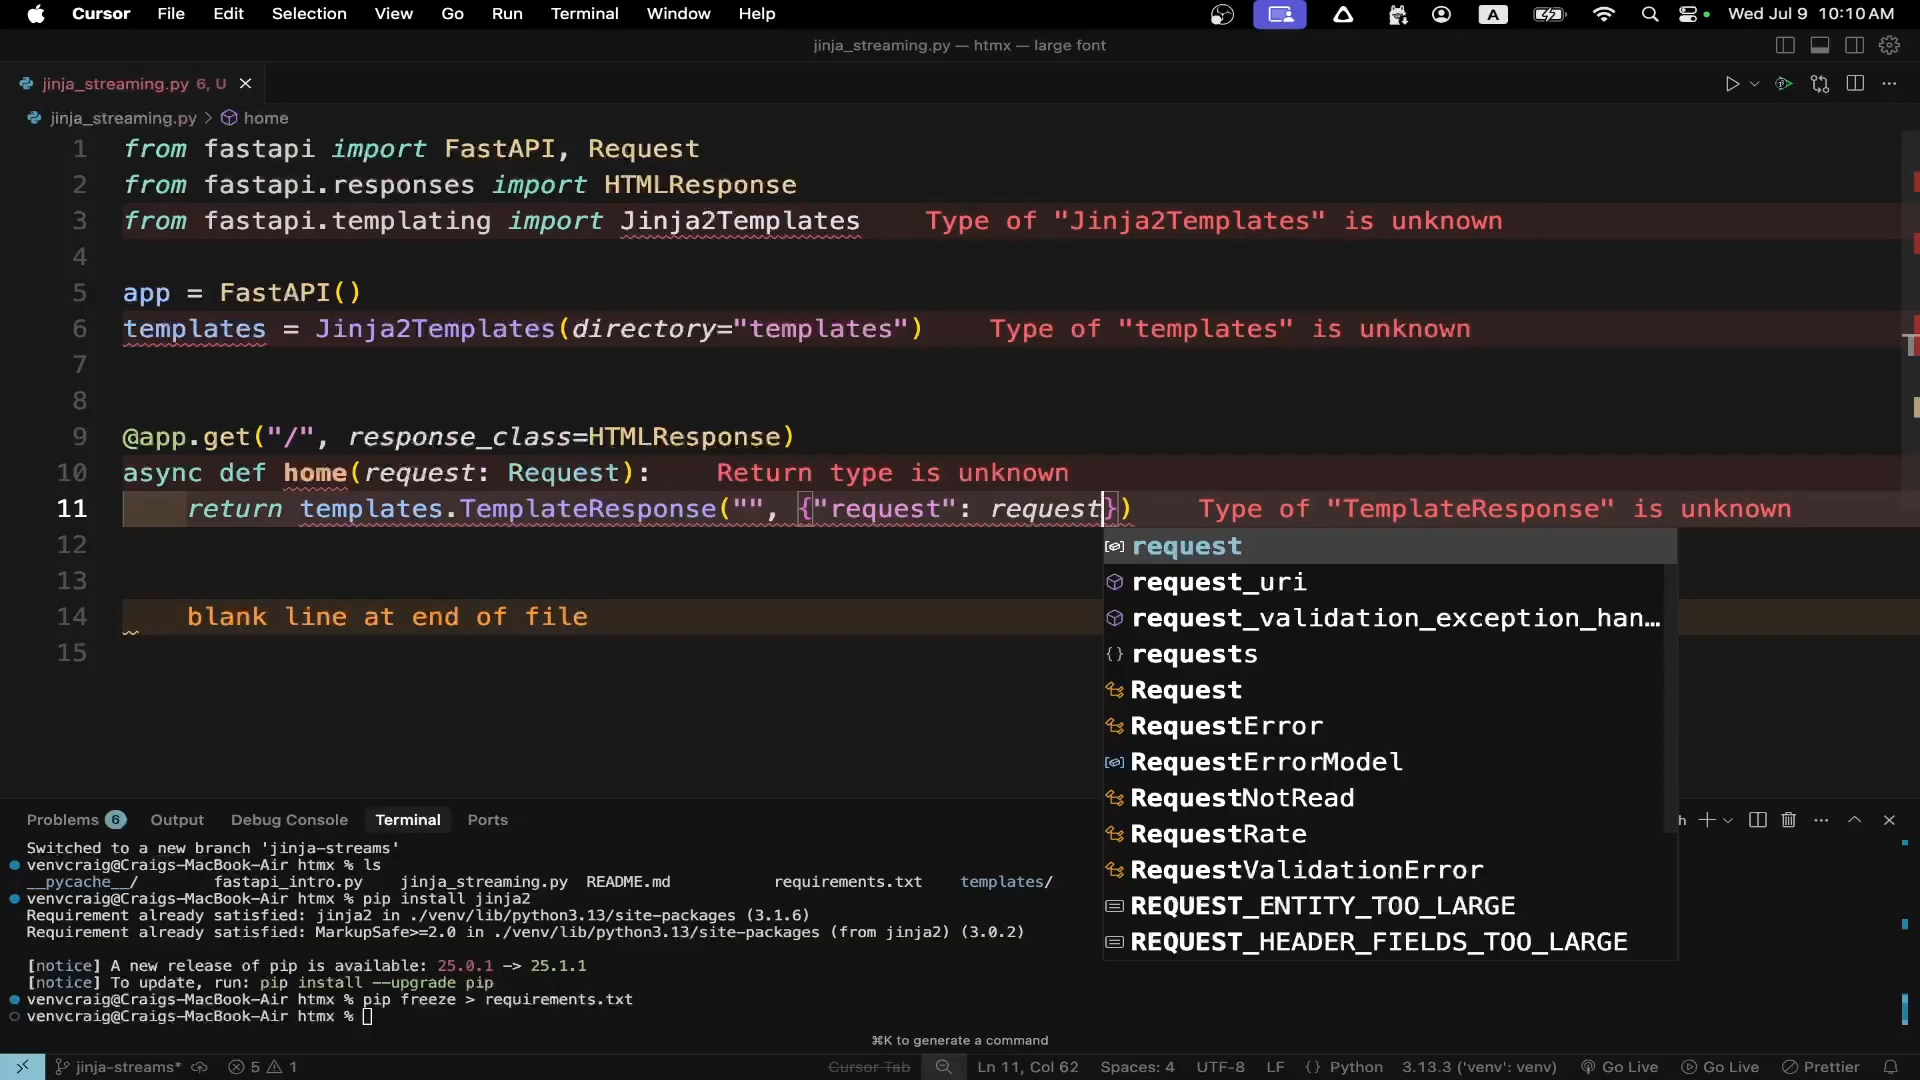 Cursor File Edit Selection View Go Run Terminal Window Help A Wed Jul 9 10:10 AM
jinja_streaming.py — htmx — large font
jinja_streaming.py 6, U
jinja_streaming.py > home
1 from fastapi import FastAPI, Request
2 from fastapi.responses import HTMLResponse
3 from fastapi.templating import Jinja2Templates Type of "Jinja2Templates" is unknown
4
5 app = FastAPI()
6 templates = Jinja2Templates(directory="templates") Type of "templates" is unknown
7
8
9 @app.get("/", response_class=HTMLResponse)
10 async def home(request: Request): Return type is unknown
11 return templates.TemplateResponse("", {"request": request}) Type of "TemplateResponse" is unknown
12
13
14 blank line at end of file
15
request
request_uri
request_validation_exception_han…
requests
Request
RequestError
RequestErrorModel
RequestNotRead
RequestRate
RequestValidationError
REQUEST_ENTITY_TOO_LARGE
REQUEST_HEADER_FIELDS_TOO_LARGE
Problems 6 Output Debug Console Terminal Ports h
Switched to a new branch 'jinja-streams'
venvcraig@Craigs-MacBook-Air htmx % ls
__pycache__/ fastapi_intro.py jinja_streaming.py README.md requirements.txt templates/
venvcraig@Craigs-MacBook-Air htmx % pip install jinja2
Requirement already satisfied: jinja2 in ./venv/lib/python3.13/site-packages (3.1.6)
Requirement already satisfied: MarkupSafe>=2.0 in ./venv/lib/python3.13/site-packages (from jinja2) (3.0.2)
[notice] A new release of pip is available: 25.0.1 -> 25.1.1
[notice] To update, run: pip install --upgrade pip
venvcraig@Craigs-MacBook-Air htmx % pip freeze > requirements.txt
venvcraig@Craigs-MacBook-Air htmx %
⌘K to generate a command
jinja-streams* 5 1 Cursor Tab Ln 11, Col 62 Spaces: 4 UTF-8 LF {} Python 3.13.3 ('venv': venv) Go Live Go Live Prettier